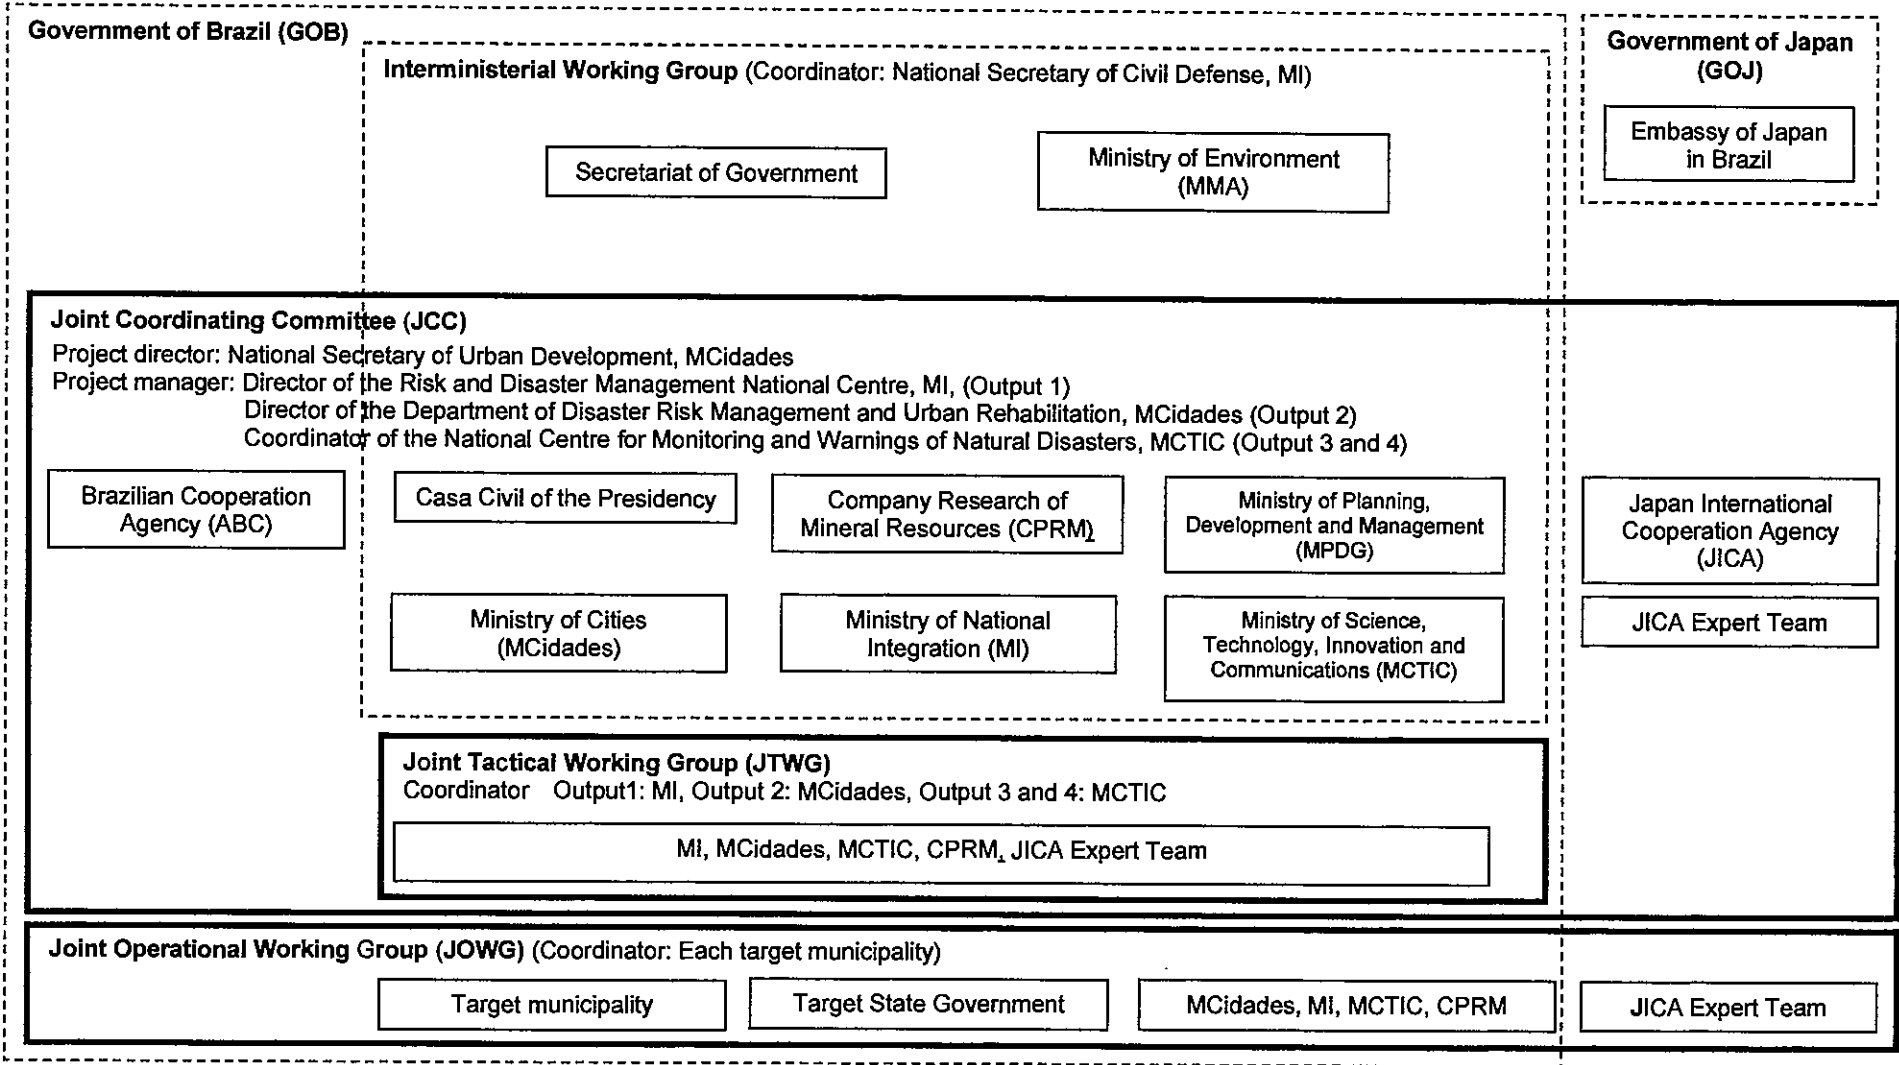 Government of Brazil (GOB)
Interministerial Working Group (Coordinator: National Secretary of Civil Defense, MI)
Secretariat of Government
Ministry of Environment
(MMA)
Government of Japan
(GOJ)
Embassy of Japan
in Brazil
Joint Coordinating Committee (JCC)
Project director: National Secretary of Urban Development, MCidades
Project manager: Director of the Risk and Disaster Management National Centre, MI, (Output 1)
Director of the Department of Disaster Risk Management and Urban Rehabilitation, MCidades (Output 2)
Coordinator of the National Centre for Monitoring and Warnings of Natural Disasters, MCTIC (Output 3 and 4)
Brazilian Cooperation
Agency (ABC)
Casa Civil of the Presidency
Company Research of
Mineral Resources (CPRM)
Ministry of Planning,
Development and Management
(MPDG)
Japan International
Cooperation Agency
(JICA)
Ministry of Cities
(MCidades)
Ministry of National
Integration (MI)
Ministry of Science,
Technology, Innovation and
Communications (MCTIC)
JICA Expert Team
Joint Tactical Working Group (JTWG)
Coordinator Output1: MI, Output 2: MCidades, Output 3 and 4: MCTIC
MI, MCidades, MCTIC, CPRM, JICA Expert Team
Joint Operational Working Group (JOWG) (Coordinator: Each target municipality)
Target municipality
Target State Government
MCidades, MI, MCTIC, CPRM
JICA Expert Team